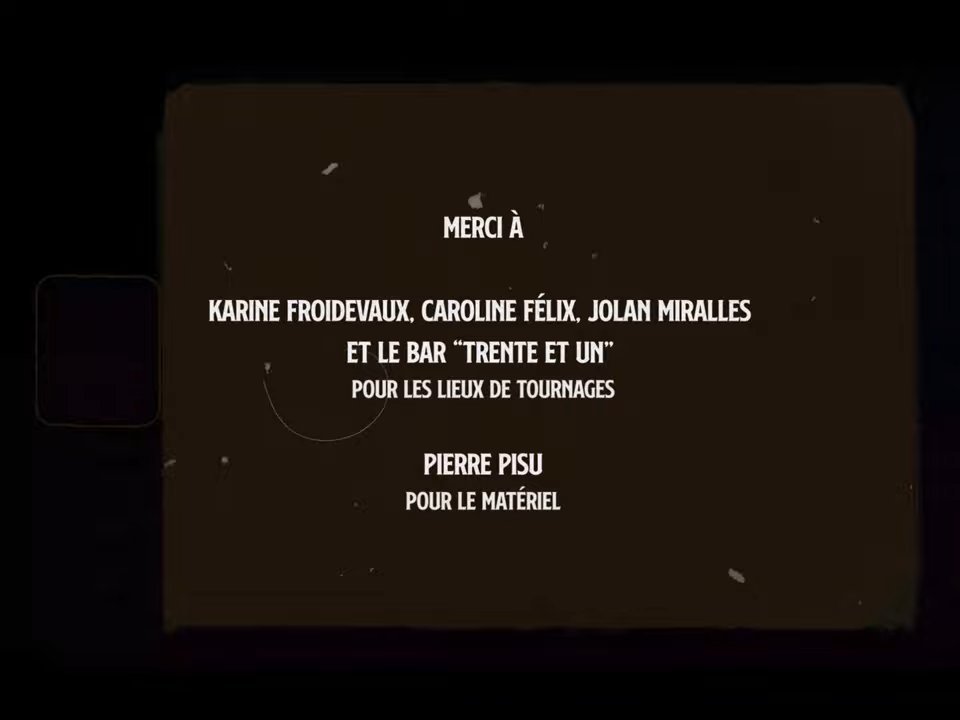 MERCI À
KARINE FROIDEVAUX, CAROLINE FÉLIX, JOLAN MIRALLES
ET LE BAR “TRENTE ET UN”
POUR LES LIEUX DE TOURNAGES
PIERRE PISU
POUR LE MATÉRIEL